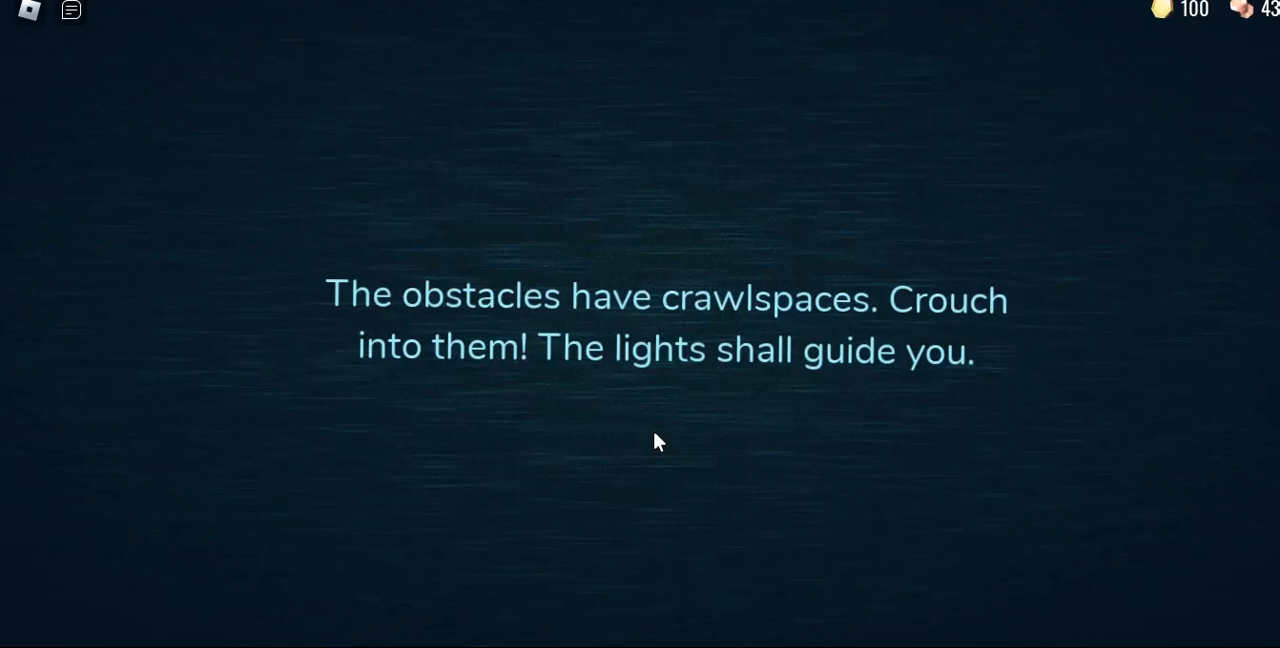 100 43
The obstacles have crawlspaces. Crouch
into them! The lights shall guide you.